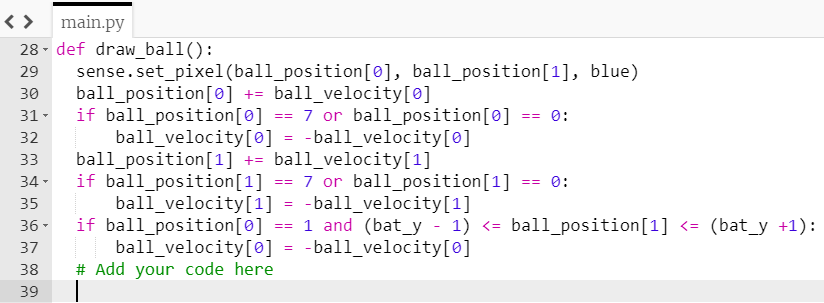 < > main.py
28 def draw_ball():
29   sense.set_pixel(ball_position[0], ball_position[1], blue)
30   ball_position[0] += ball_velocity[0]
31   if ball_position[0] == 7 or ball_position[0] == 0:
32       ball_velocity[0] = -ball_velocity[0]
33   ball_position[1] += ball_velocity[1]
34   if ball_position[1] == 7 or ball_position[1] == 0:
35       ball_velocity[1] = -ball_velocity[1]
36   if ball_position[0] == 1 and (bat_y - 1) <= ball_position[1] <= (bat_y +1):
37       ball_velocity[0] = -ball_velocity[0]
38   # Add your code here
39